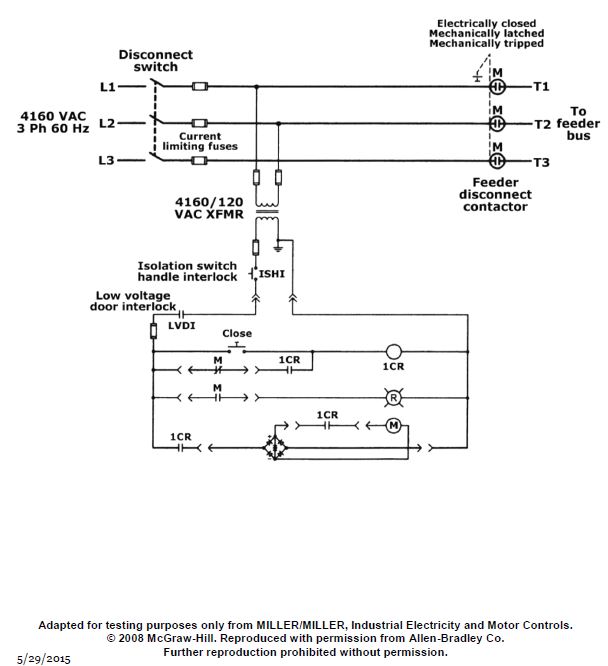 Electrically closed
Mechanically latched
Mechanically tripped
Disconnect
switch
M
L1
T1
4160 VAC
3 Ph 60 Hz
M
L2
T2
To
feeder
bus
Current
limiting fuses
M
L3
T3
4160/120
VAC XFMR
Feeder
disconnect
contactor
Isolation switch
handle interlock
ISHI
Low voltage
door interlock
LVDI
Close
M
1CR
1CR
M
R
1CR
M
1CR
+
-
Adapted for testing purposes only from MILLER/MILLER, Industrial Electricity and Motor Controls.
© 2008 McGraw-Hill. Reproduced with permission from Allen-Bradley Co.
Further reproduction prohibited without permission.
5/29/2015